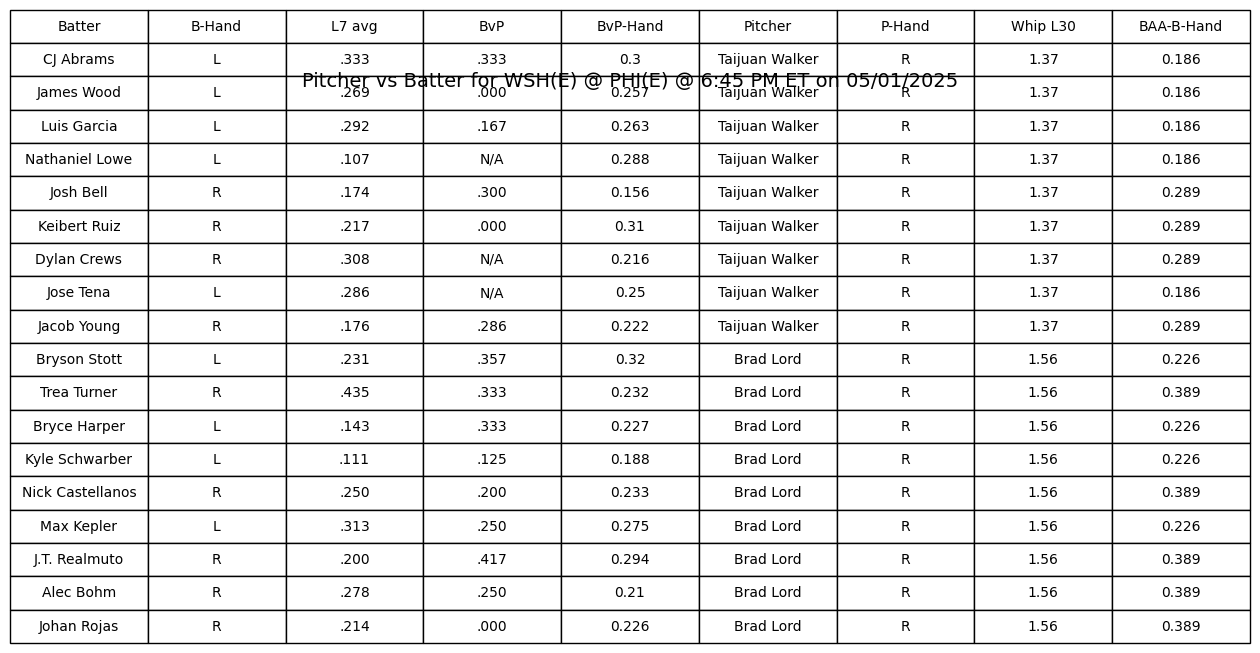 Batter B-Hand L7 avg BvP BvP-Hand Pitcher P-Hand Whip L30 BAA-B-Hand
CJ Abrams L .333 .333 0.3 Taijuan Walker R 1.37 0.186
Pitcher vs Batter for WSH(E) @ PHI(E) @ 6:45 PM ET on 05/01/2025
James Wood L .269 .000 0.257 Taijuan Walker R 1.37 0.186
Luis Garcia L .292 .167 0.263 Taijuan Walker R 1.37 0.186
Nathaniel Lowe L .107 N/A 0.288 Taijuan Walker R 1.37 0.186
Josh Bell R .174 .300 0.156 Taijuan Walker R 1.37 0.289
Keibert Ruiz R .217 .000 0.31 Taijuan Walker R 1.37 0.289
Dylan Crews R .308 N/A 0.216 Taijuan Walker R 1.37 0.289
Jose Tena L .286 N/A 0.25 Taijuan Walker R 1.37 0.186
Jacob Young R .176 .286 0.222 Taijuan Walker R 1.37 0.289
Bryson Stott L .231 .357 0.32 Brad Lord R 1.56 0.226
Trea Turner R .435 .333 0.232 Brad Lord R 1.56 0.389
Bryce Harper L .143 .333 0.227 Brad Lord R 1.56 0.226
Kyle Schwarber L .111 .125 0.188 Brad Lord R 1.56 0.226
Nick Castellanos R .250 .200 0.233 Brad Lord R 1.56 0.389
Max Kepler L .313 .250 0.275 Brad Lord R 1.56 0.226
J.T. Realmuto R .200 .417 0.294 Brad Lord R 1.56 0.389
Alec Bohm R .278 .250 0.21 Brad Lord R 1.56 0.389
Johan Rojas R .214 .000 0.226 Brad Lord R 1.56 0.389